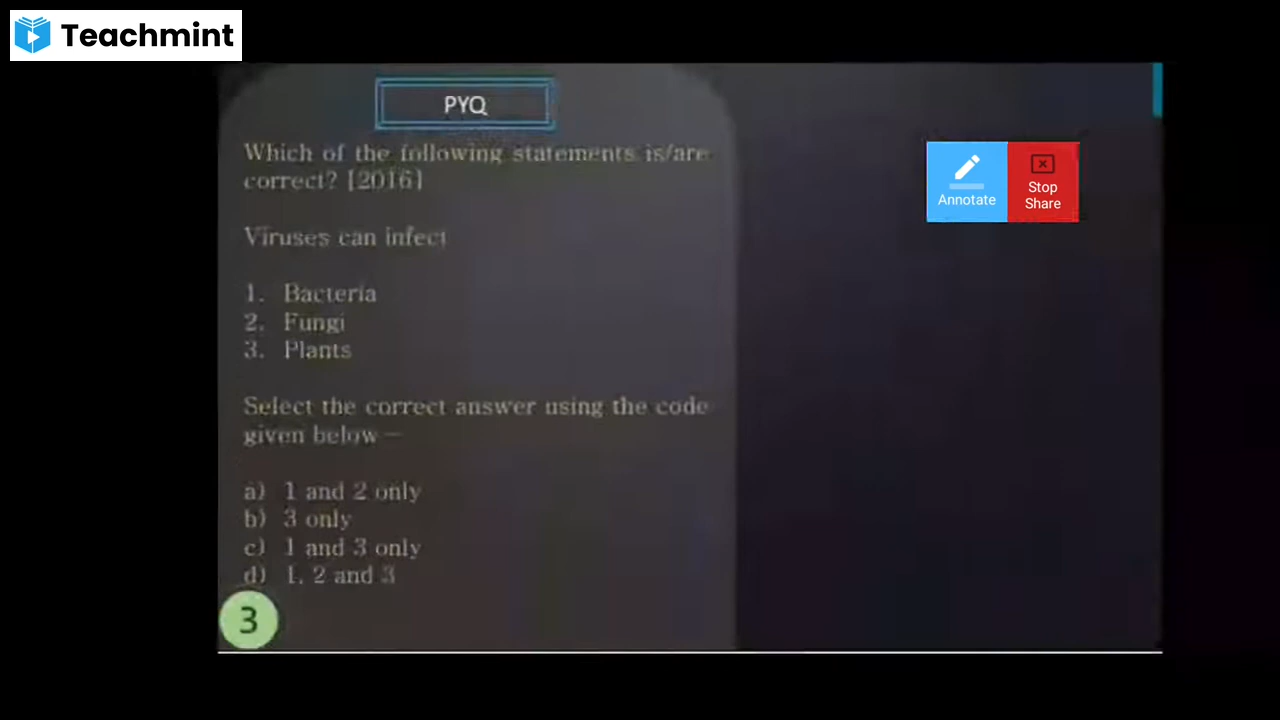 Teachmint
PYQ
Which of the following statements is/are
correct? [2016]
Viruses can infect
1. Bacteria
2. Fungi
3. Plants
Select the correct answer using the code
given below –
a) 1 and 2 only
b) 3 only
c) 1 and 3 only
d) 1, 2 and 3
3
Annotate
Stop
Share